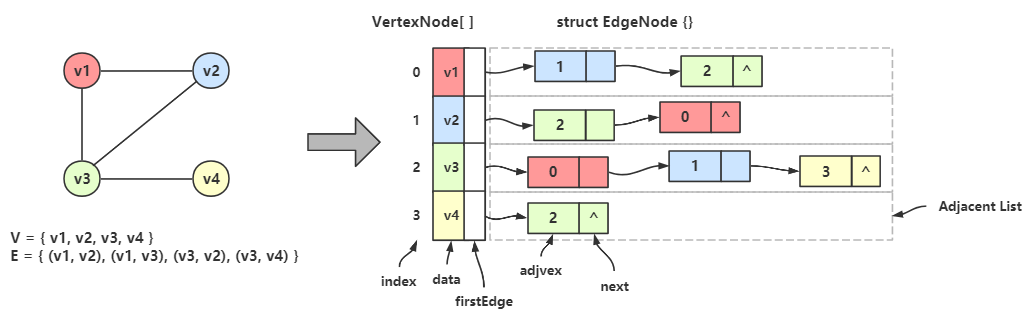 VertexNode[ ]
struct EdgeNode {}
v1
v2
v3
v4
V = { v1, v2, v3, v4 }
E = { (v1, v2), (v1, v3), (v3, v2), (v3, v4) }
0 v1 1 2 ^
1 v2 2 0 ^
2 v3 0 1 3 ^
3 v4 2 ^
Adjacent List
index
data
firstEdge
adjvex
next